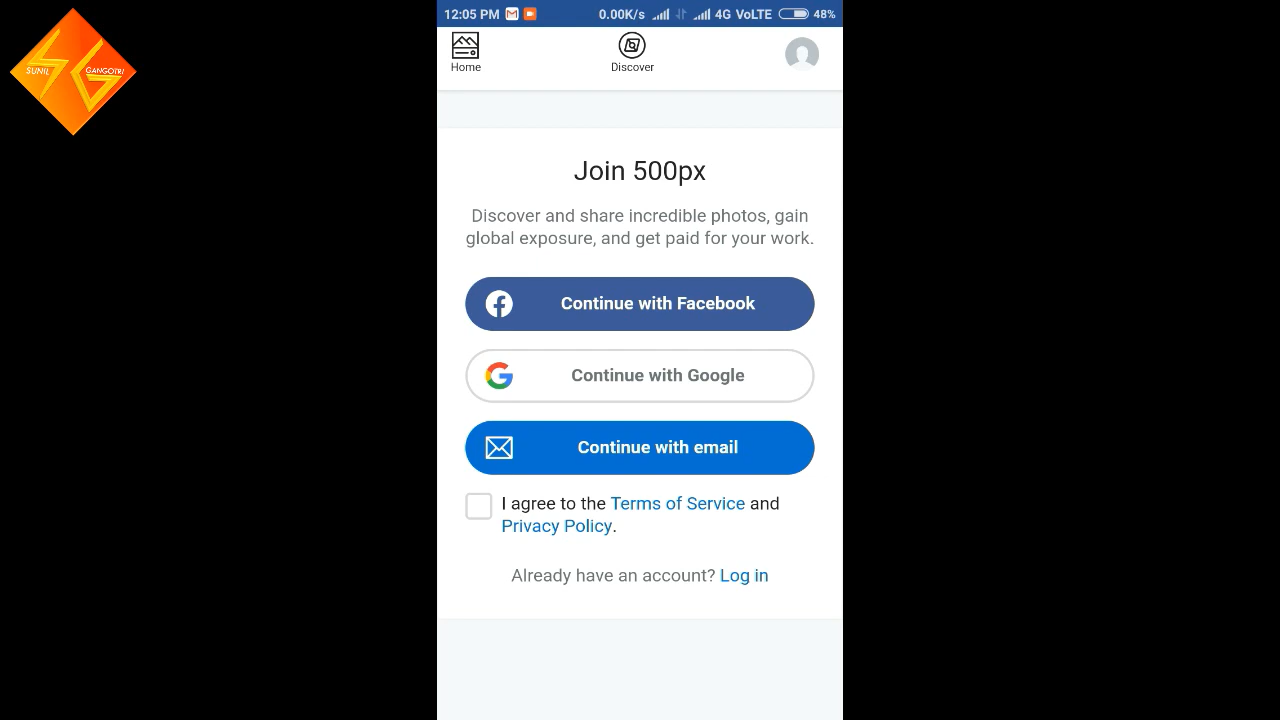 SUNIL
GANGOTRI
12:05 PM 0.00K/s 4G VoLTE 48%
Home
Discover
Join 500px
Discover and share incredible photos, gain
global exposure, and get paid for your work.
Continue with Facebook
Continue with Google
Continue with email
I agree to the Terms of Service and
Privacy Policy.
Already have an account? Log in